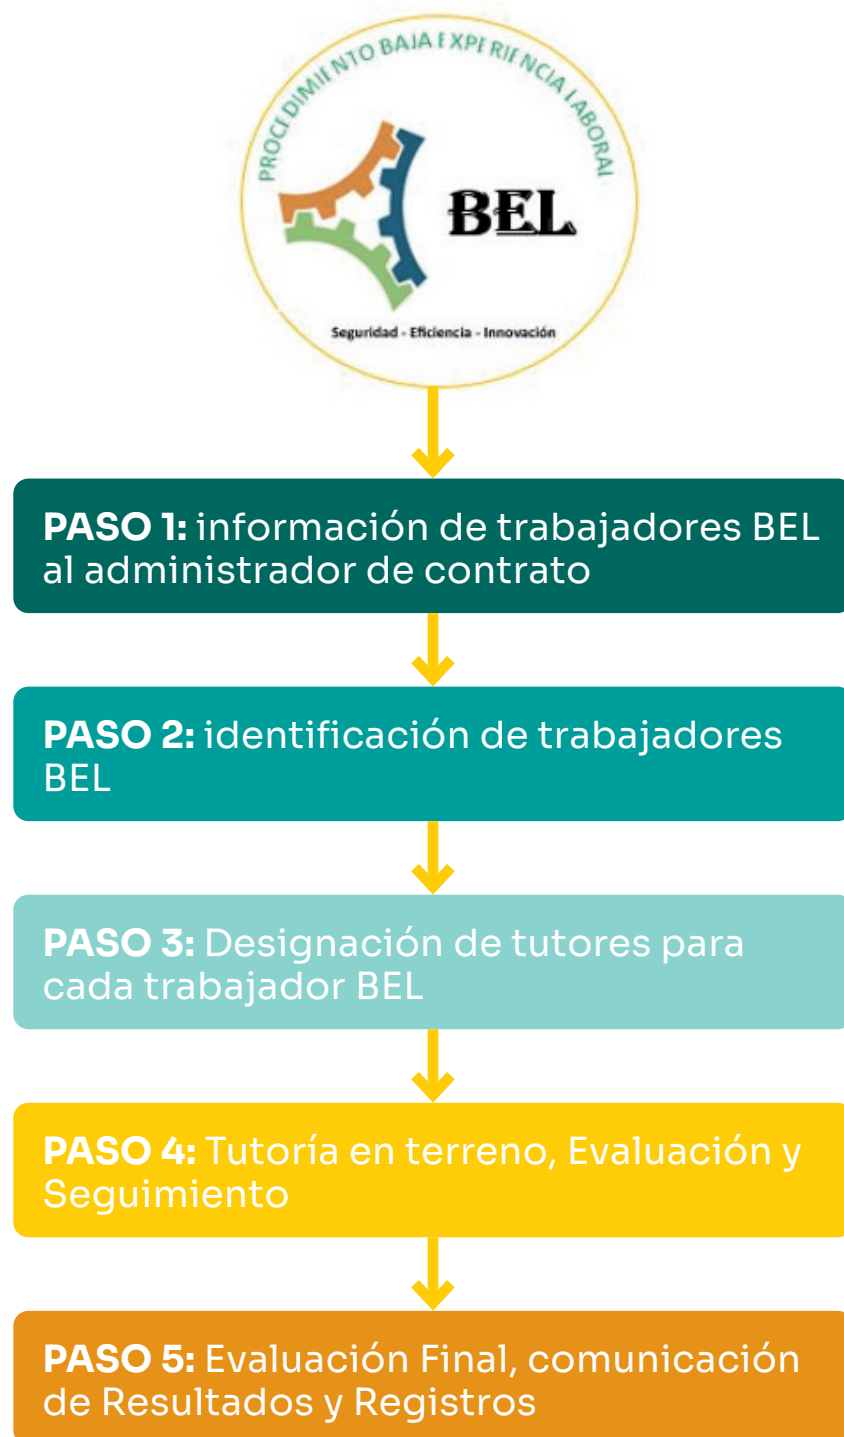 PROCEDIMIENTO BAJA EXPERIENCIA LABORAL
BEL
Seguridad - Eficiencia - Innovación
PASO 1: información de trabajadores BEL
al administrador de contrato
PASO 2: identificación de trabajadores
BEL
PASO 3: Designación de tutores para
cada trabajador BEL
PASO 4: Tutoría en terreno, Evaluación y
Seguimiento
PASO 5: Evaluación Final, comunicación
de Resultados y Registros